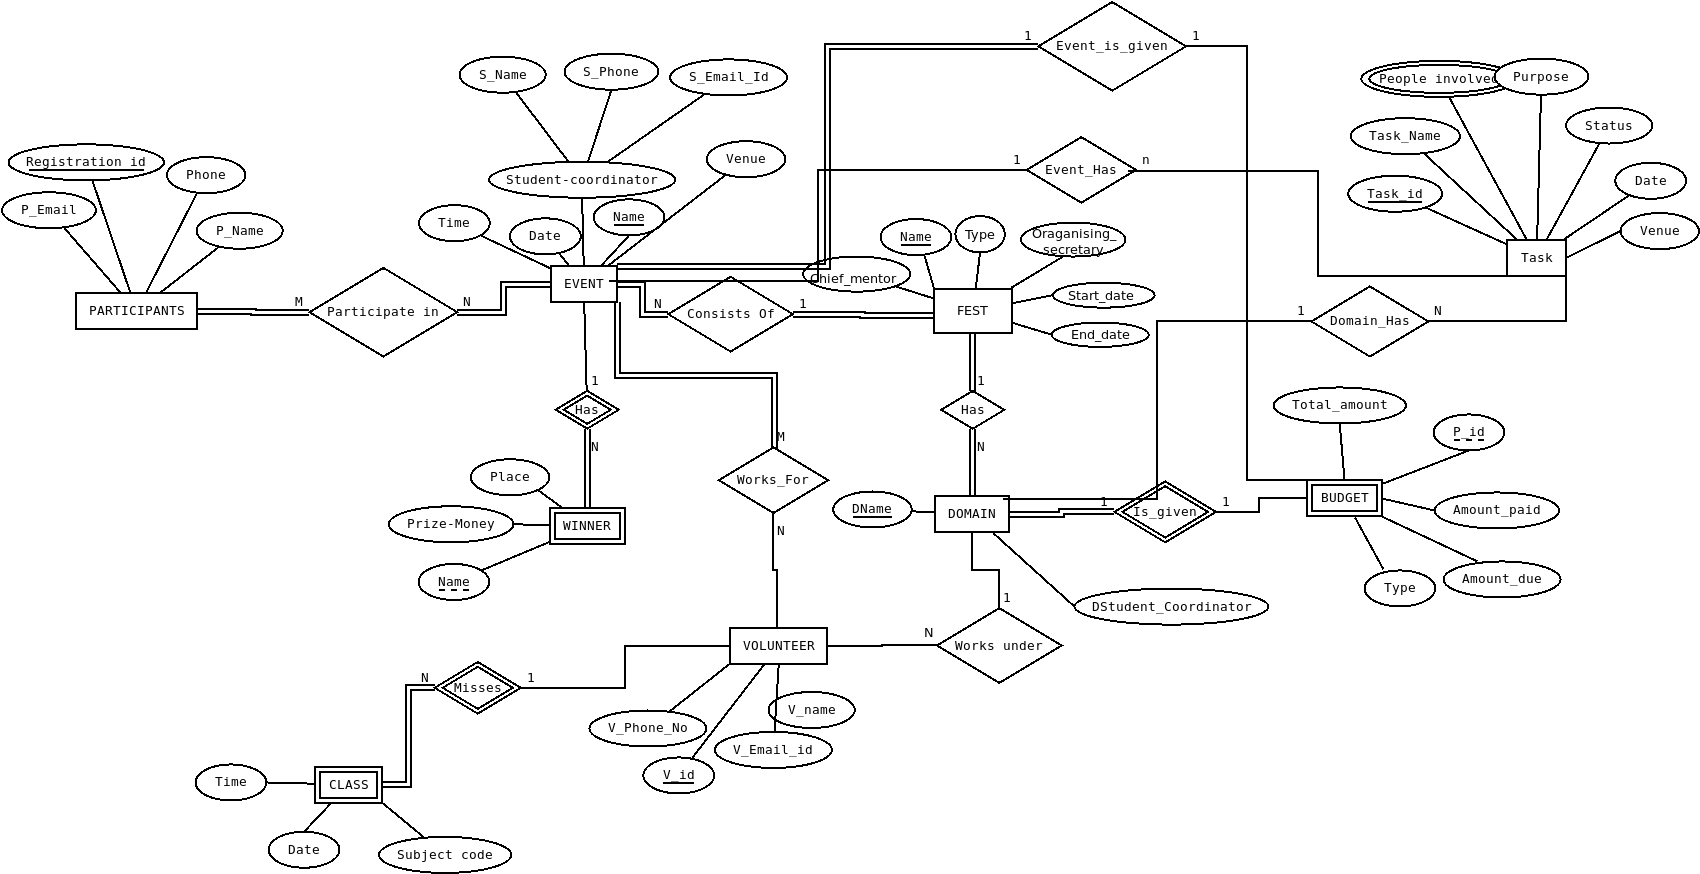 1
Event_is_given
1
S_Name
S_Phone
S_Email_Id
People involved
Purpose
Task_Name
Status
Registration id
Phone
Student-coordinator
Venue
1
Event_Has
n
Task_id
Date
P_Email
P_Name
Time
Date
Name
Name
Type
Oraganising_
secretary
Venue
Task
EVENT
Chief_mentor
Start_date
PARTICIPANTS
M
Participate in
N
N
Consists Of
1
FEST
1
Domain_Has
N
End_date
1
Has
N
1
Has
N
M
Works_For
N
Total_amount
P_id
Place
Prize-Money
WINNER
Name
DName
DOMAIN
1
Is_given
1
BUDGET
Amount_paid
Type
Amount_due
1
DStudent_Coordinator
VOLUNTEER
N
Works under
N
Misses
1
V_Phone_No
V_name
V_Email_id
V_id
Time
CLASS
Date
Subject code